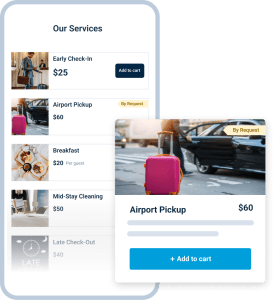 Our Services
Early Check-In
$25
Add to cart
Airport Pickup
By Request
$60
Breakfast
$20 Per guest
Mid-Stay Cleaning
$50
Late Check-Out
$40
LATE
By Request
Airport Pickup
$60
+ Add to cart